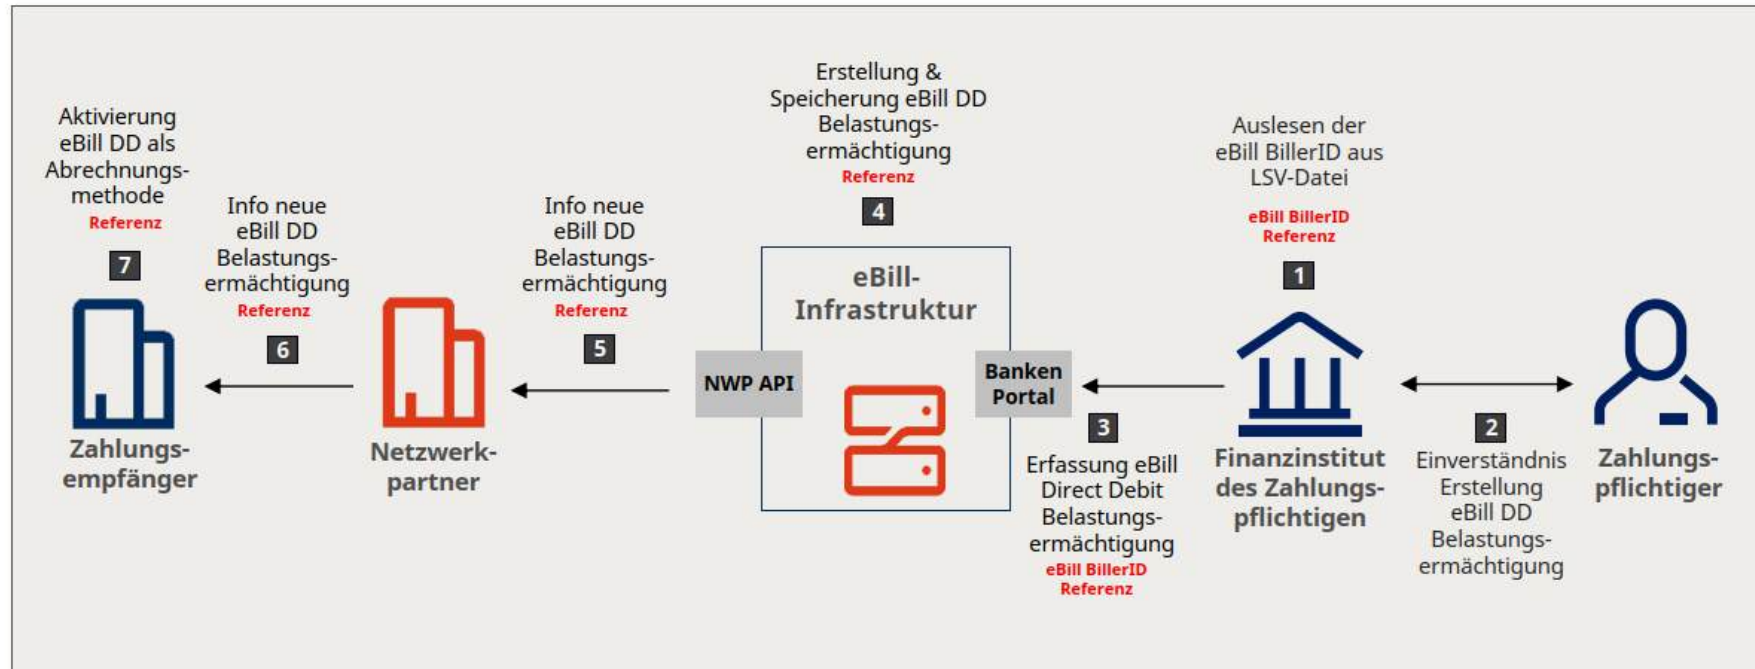 Aktivierung
eBill DD als
Abrechnungs-
methode
Referenz
7
Zahlungs-
empfänger
Info neue
eBill DD
Belastungs-
ermächtigung
Referenz
6
Netzwerk-
partner
Info neue
eBill DD
Belastungs-
ermächtigung
Referenz
5
Erstellung &
Speicherung eBill DD
Belastungs-
ermächtigung
Referenz
4
eBill-
Infrastruktur
NWP API
Banken
Portal
3
Erfassung eBill
Direct Debit
Belastungs-
ermächtigung
eBill BillerID
Referenz
Auslesen der
eBill BillerID aus
LSV-Datei
eBill BillerID
Referenz
1
Finanzinstitut
des Zahlungs-
pflichtigen
2
Einverständnis
Erstellung
eBill DD
Belastungs-
ermächtigung
Zahlungs-
pflichtiger